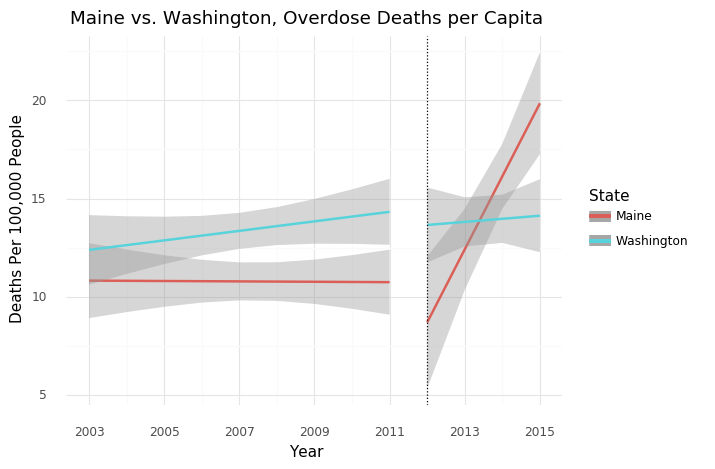 Maine vs. Washington, Overdose Deaths per Capita
Deaths Per 100,000 People
20
15
10
5
2003 2005 2007 2009 2011 2013 2015
Year
State
Maine
Washington